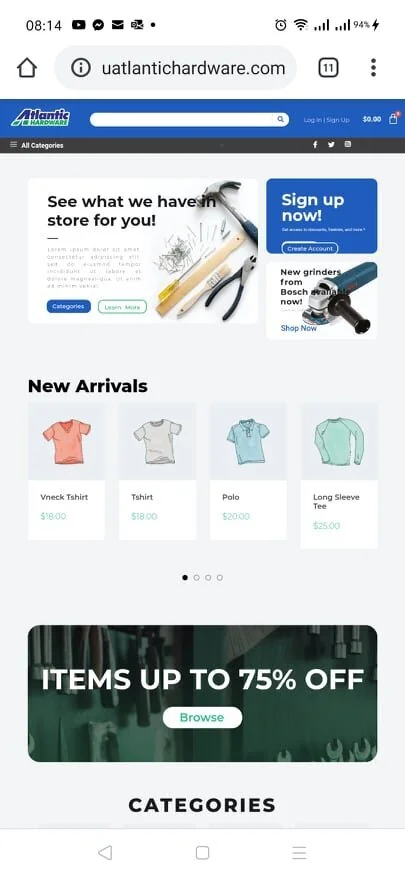 08:14
94%
uatlantichardware.com
11
Atlantic
HARDWARE
Log In | Sign Up
$0.00
All Categories
See what we have in
store for you!
Lorem ipsum dolor sit amet,
consectetur adipiscing elit,
sed do eiusmod tempor
incididunt ut labore et
dolore magna aliqua. Ut enim
ad minim veniam
Categories
Learn More
Sign up
now!
Get access to discounts, freebies, and more.*
Create Account
New grinders
from
Bosch available
now!
Shop Now
New Arrivals
Vneck Tshirt
$18.00
Tshirt
$18.00
Polo
$20.00
Long Sleeve
Tee
$25.00
ITEMS UP TO 75% OFF
Browse
CATEGORIES